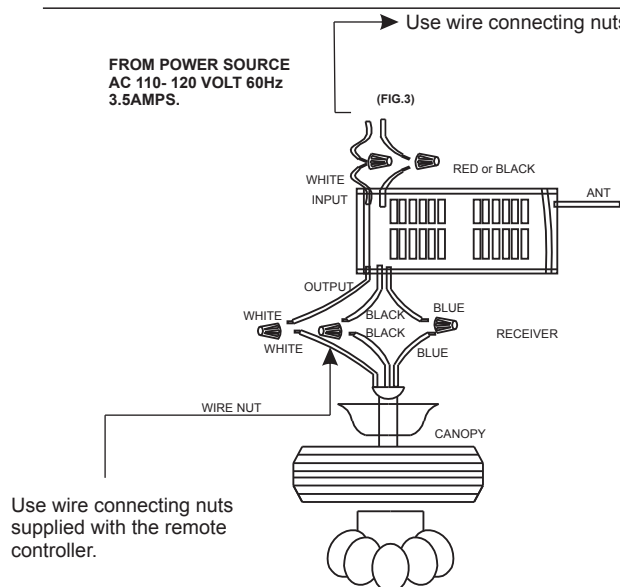 Use wire connecting nuts
FROM POWER SOURCE
AC 110- 120 VOLT 60Hz
3.5AMPS.
(FIG.3)
RED or BLACK
WHITE
INPUT
ANT
OUTPUT
WHITE
BLACK
BLUE
BLACK
RECEIVER
WHITE
BLUE
WIRE NUT
CANOPY
Use wire connecting nuts
supplied with the remote
controller.